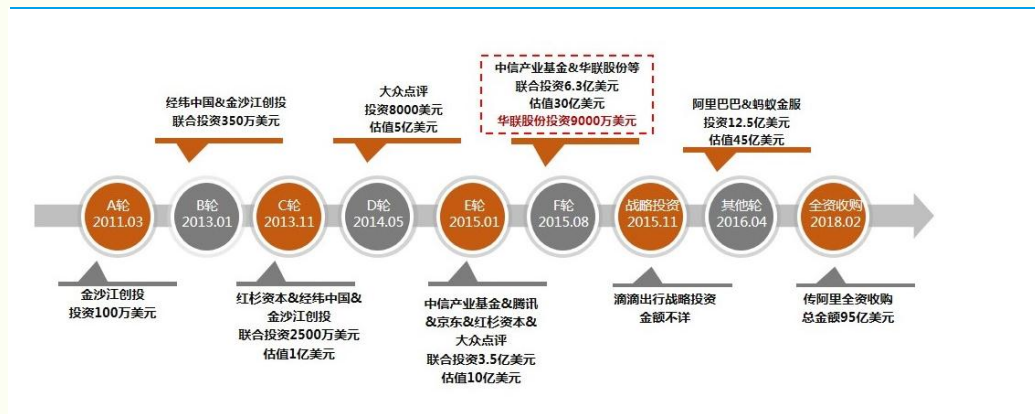 经纬中国&金沙江创投
联合投资350万美元
大众点评
投资8000美元
估值5亿美元
中信产业基金&华联股份等
联合投资6.3亿美元
估值30亿美元
华联股份投资9000万美元
阿里巴巴&蚂蚁金服
投资12.5亿美元
估值45亿美元
A轮
2011.03
B轮
2013.01
C轮
2013.11
D轮
2014.05
E轮
2015.01
F轮
2015.08
战略投资
2015.11
其他轮
2016.04
全资收购
2018.02
金沙江创投
投资100万美元
红杉资本&经纬中国&
金沙江创投
联合投资2500万美元
估值1亿美元
中信产业基金&腾讯
&京东&红杉资本&
大众点评
联合投资3.5亿美元
估值10亿美元
滴滴出行战略投资
金额不详
传阿里全资收购
总金额95亿美元